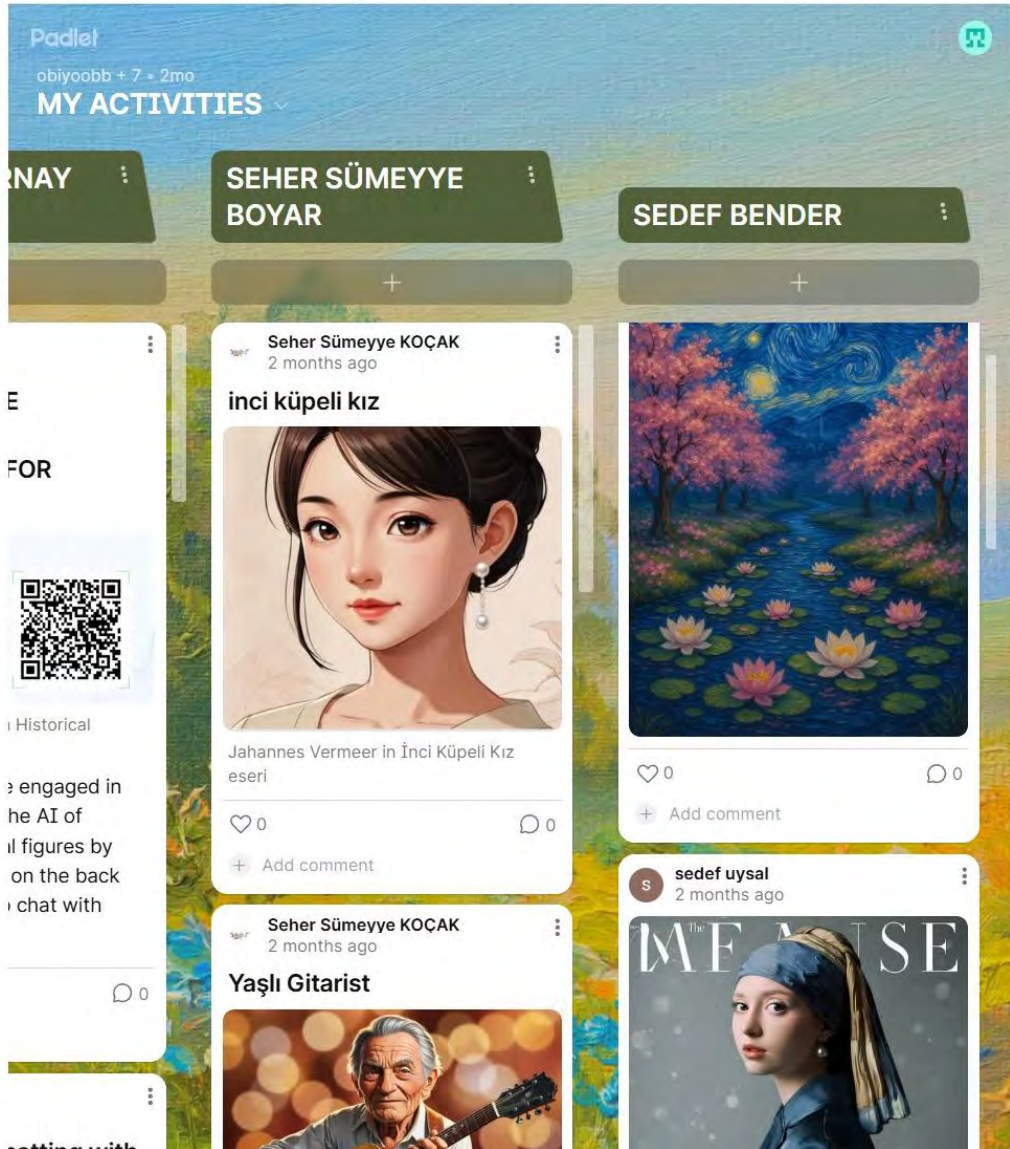 Padlet
obiyoobb + 7 • 2mo
MY ACTIVITIES
RNAY
E
FOR
Historical
engaged in
he AI of
figures by
on the back
chat with
0
SEHER SÜMEYYE
BOYAR
+
Seher Sümeyye KOÇAK
2 months ago
inci küpeli kız
Jahannes Vermeer in İnci Küpeli Kız
eseri
0
0
+ Add comment
Seher Sümeyye KOÇAK
2 months ago
Yaşlı Gitarist
SEDEF BENDER
+
0
0
+ Add comment
S
sedef uysal
2 months ago
The